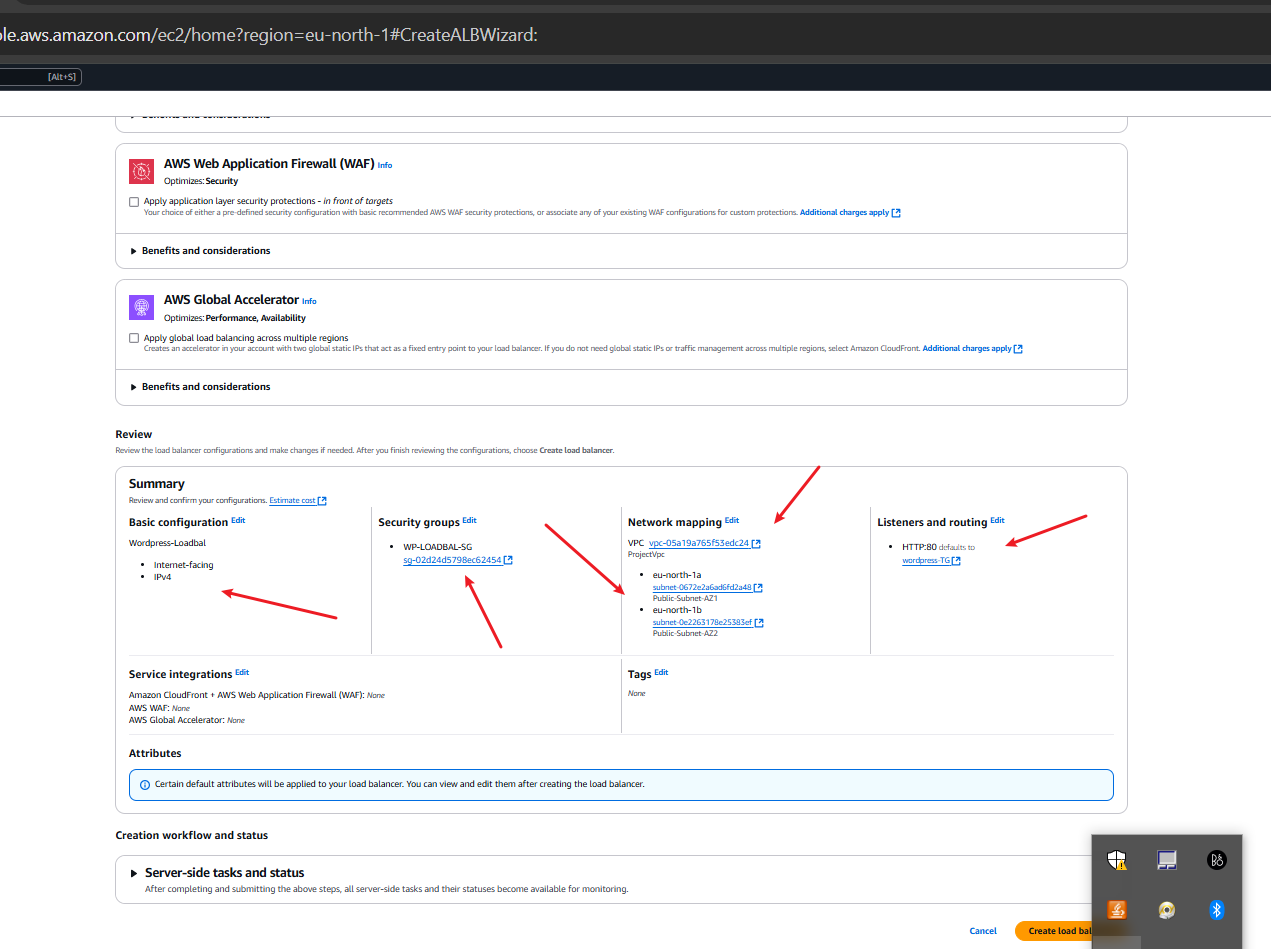 ole.aws.amazon.com/ec2/home?region=eu-north-1#CreateALBWizard:
[Alt+S]
Benefits and considerations
AWS Web Application Firewall (WAF) Info
Optimizes: Security
Apply application layer security protections - in front of targets
Your choice of either a pre-defined security configuration with basic recommended AWS WAF security protections, or associate any of your existing WAF configurations for custom protections. Additional charges apply
Benefits and considerations
AWS Global Accelerator Info
Optimizes: Performance, Availability
Apply global load balancing across multiple regions
Creates an accelerator in your account with two global static IPs that act as a fixed entry point to your load balancer. If you do not need global static IPs or traffic management across multiple regions, select Amazon CloudFront. Additional charges apply
Benefits and considerations
Review
Review the load balancer configurations and make changes if needed. After you finish reviewing the configurations, choose Create load balancer.
Summary
Review and confirm your configurations. Estimate cost
Basic configuration Edit
Wordpress-Loadbal
Internet-facing
IPv4
Security groups Edit
WP-LOADBAL-SG
sg-02d24d5798ec62454
Network mapping Edit
VPC vpc-05a19a765f53edc24
ProjectVpc
eu-north-1a
subnet-0672e2a6ad6fd2a48
Public-Subnet-AZ1
eu-north-1b
subnet-0e2263178e25383ef
Public-Subnet-AZ2
Listeners and routing Edit
HTTP:80 defaults to
wordpress-TG
Service integrations Edit
Amazon CloudFront + AWS Web Application Firewall (WAF): None
AWS WAF: None
AWS Global Accelerator: None
Tags Edit
None
Attributes
Certain default attributes will be applied to your load balancer. You can view and edit them after creating the load balancer.
Creation workflow and status
Server-side tasks and status
After completing and submitting the above steps, all server-side tasks and their statuses become available for monitoring.
Cancel
Create load bal